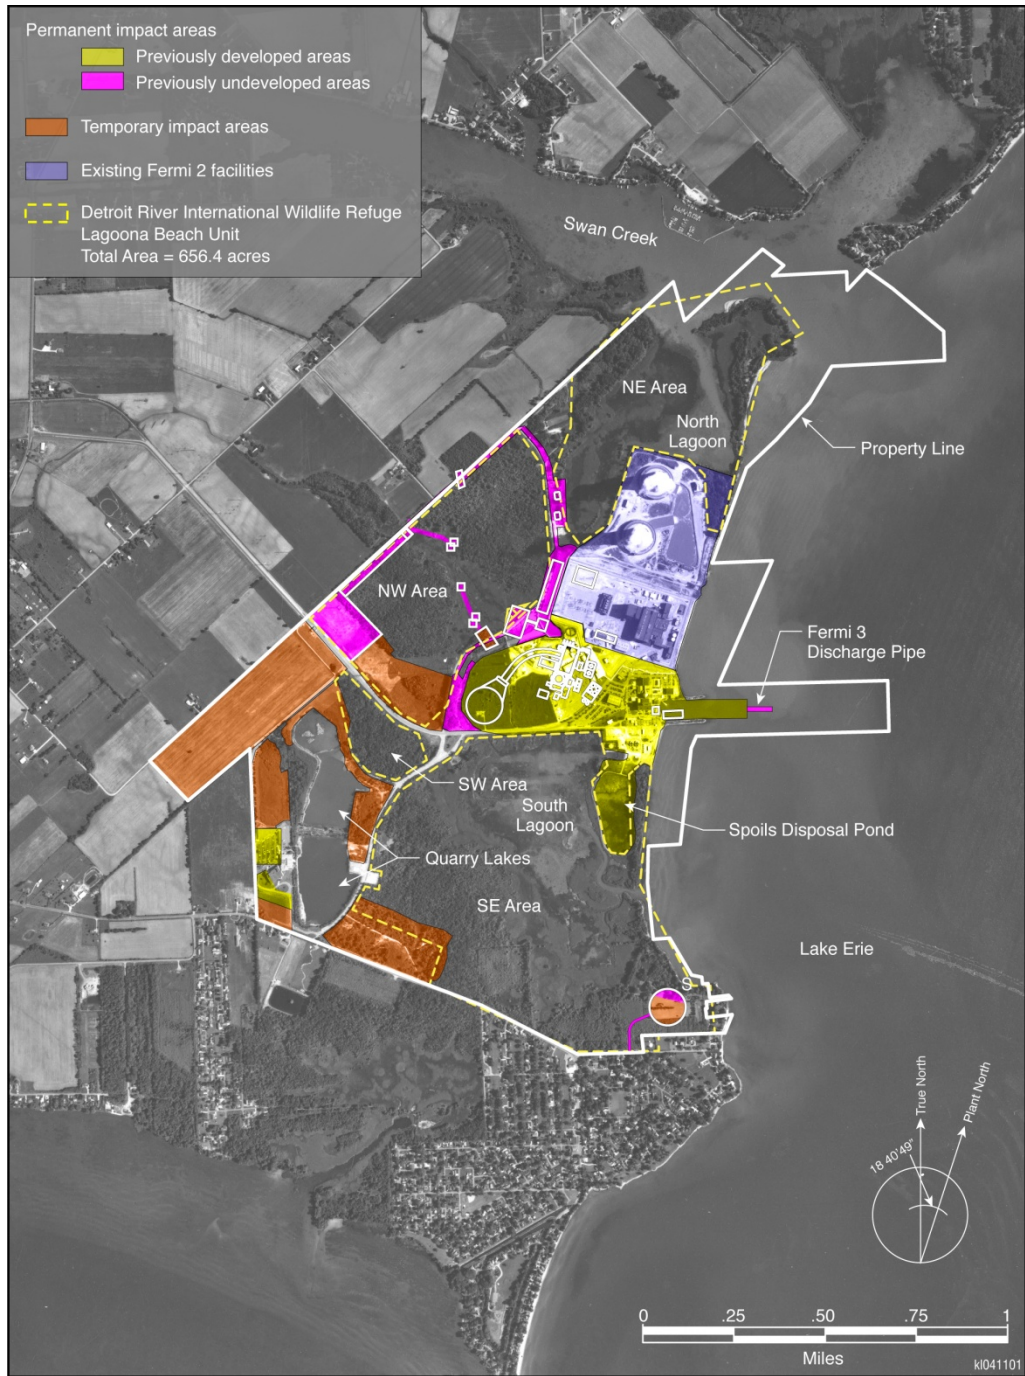 Permanent impact areas
Previously developed areas
Previously undeveloped areas
Temporary impact areas
Existing Fermi 2 facilities
Detroit River International Wildlife Refuge
Lagoona Beach Unit
Total Area = 656.4 acres
Swan Creek
NE Area
North
Lagoon
Property Line
NW Area
Fermi 3
Discharge Pipe
SW Area
South
Lagoon
Spoils Disposal Pond
Quarry Lakes
SE Area
Lake Erie
S
True North
Plant North
18 40'49"
0 .25 .50 .75 1
Miles
kl041101